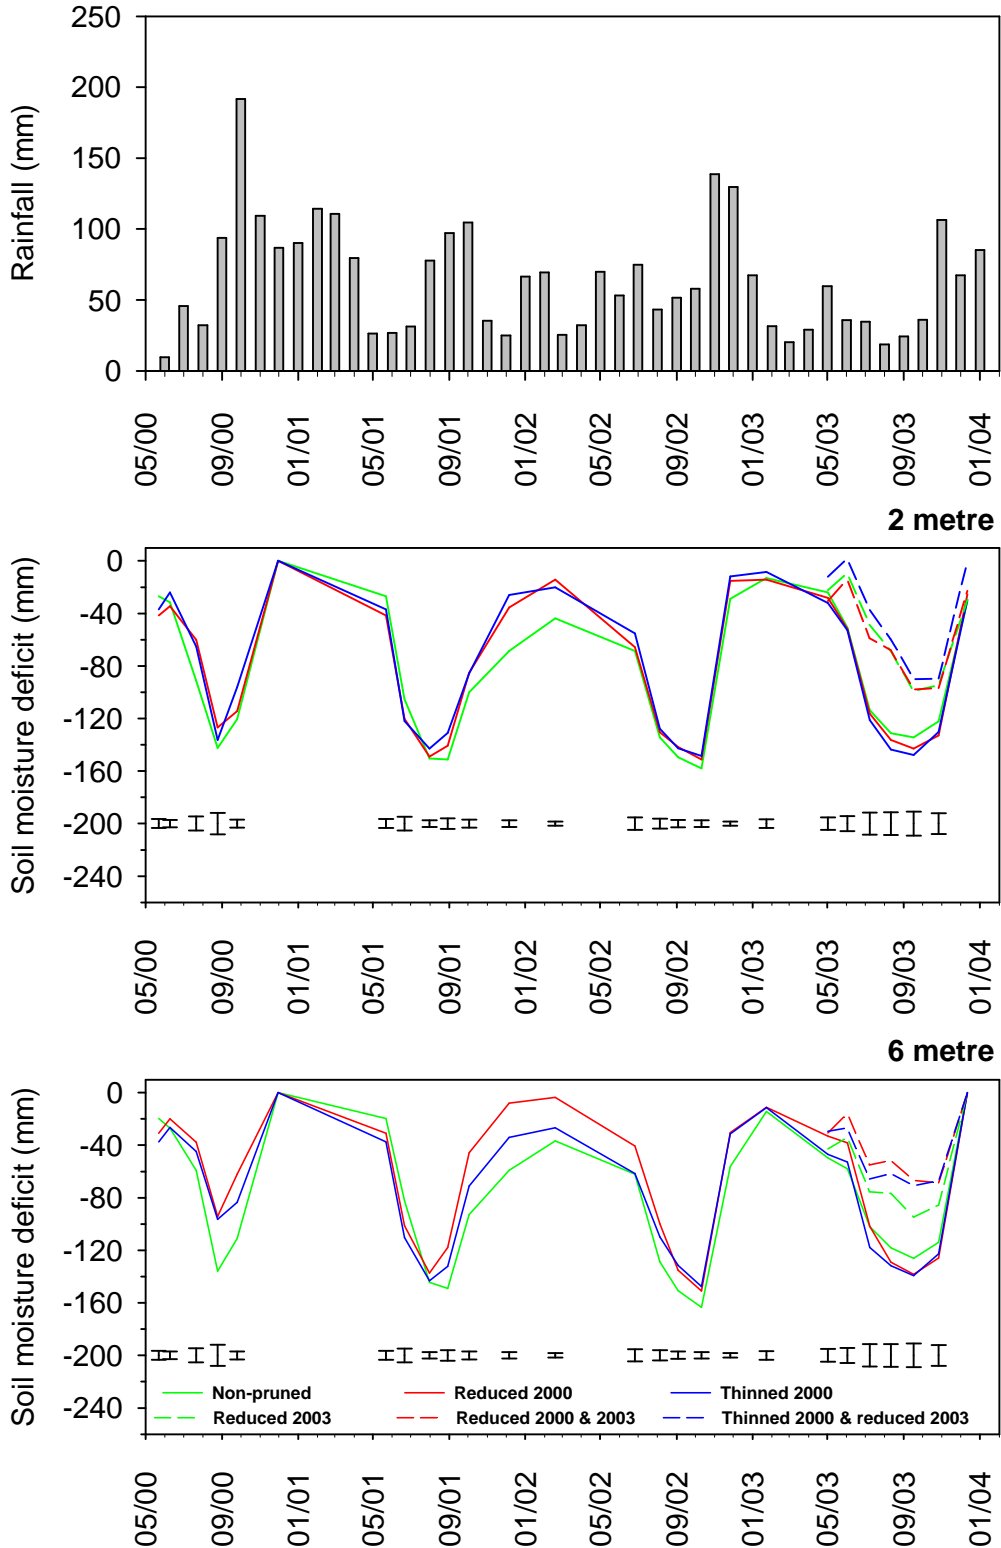 250
200
150
100
50
0
Rainfall (mm)
05/00 09/00 01/01 05/01 09/01 01/02 05/02 09/02 01/03 05/03 09/03 01/04
2 metre
0
-40
-80
-120
-160
-200
-240
Soil moisture deficit (mm)
05/00 09/00 01/01 05/01 09/01 01/02 05/02 09/02 01/03 05/03 09/03 01/04
6 metre
0
-40
-80
-120
-160
-200
-240
Soil moisture deficit (mm)
Non-pruned Reduced 2000 Thinned 2000
Reduced 2003 Reduced 2000 & 2003 Thinned 2000 & reduced 2003
05/00 09/00 01/01 05/01 09/01 01/02 05/02 09/02 01/03 05/03 09/03 01/04